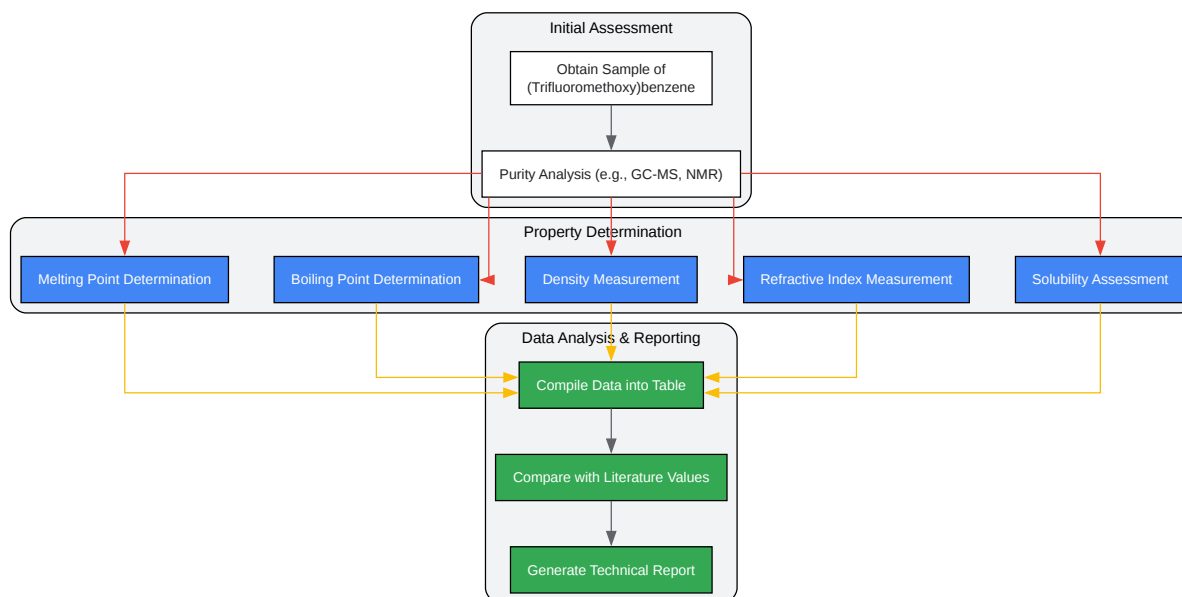 Initial Assessment
Obtain Sample of
(Trifluoromethoxy)benzene
Purity Analysis (e.g., GC-MS, NMR)
Property Determination
Melting Point Determination
Boiling Point Determination
Density Measurement
Refractive Index Measurement
Solubility Assessment
Data Analysis & Reporting
Compile Data into Table
Compare with Literature Values
Generate Technical Report